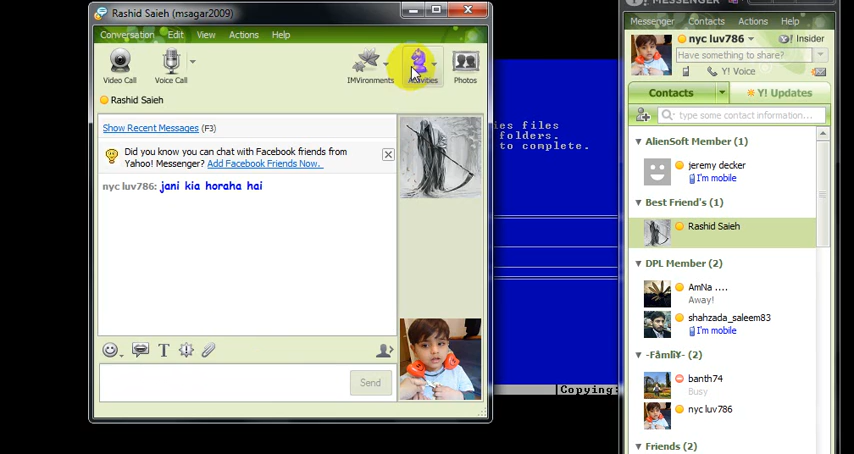 Rashid Saieh (msagar2009)
Conversation Edit View Actions Help
Video Call
Voice Call
IMVironments
Activities
Photos
Rashid Saieh
Show Recent Messages (F3)
Did you know you can chat with Facebook friends from
Yahoo! Messenger? Add Facebook Friends Now.
nyc luv786: jani kia horaha hai
Send
ies files
folders.
to complete.
Copying:
MESSENGER
Messenger Contacts Actions Help
nyc luv786
Y! Insider
Have something to share?
Y! Voice
Contacts
Y! Updates
type some contact information...
AlienSoft Member (1)
jeremy decker
I'm mobile
Best Friend's (1)
Rashid Saieh
DPL Member (2)
AmNa ....
Away!
shahzada_saleem83
I'm mobile
banth74
Busy
nyc luv786
Friends (2)